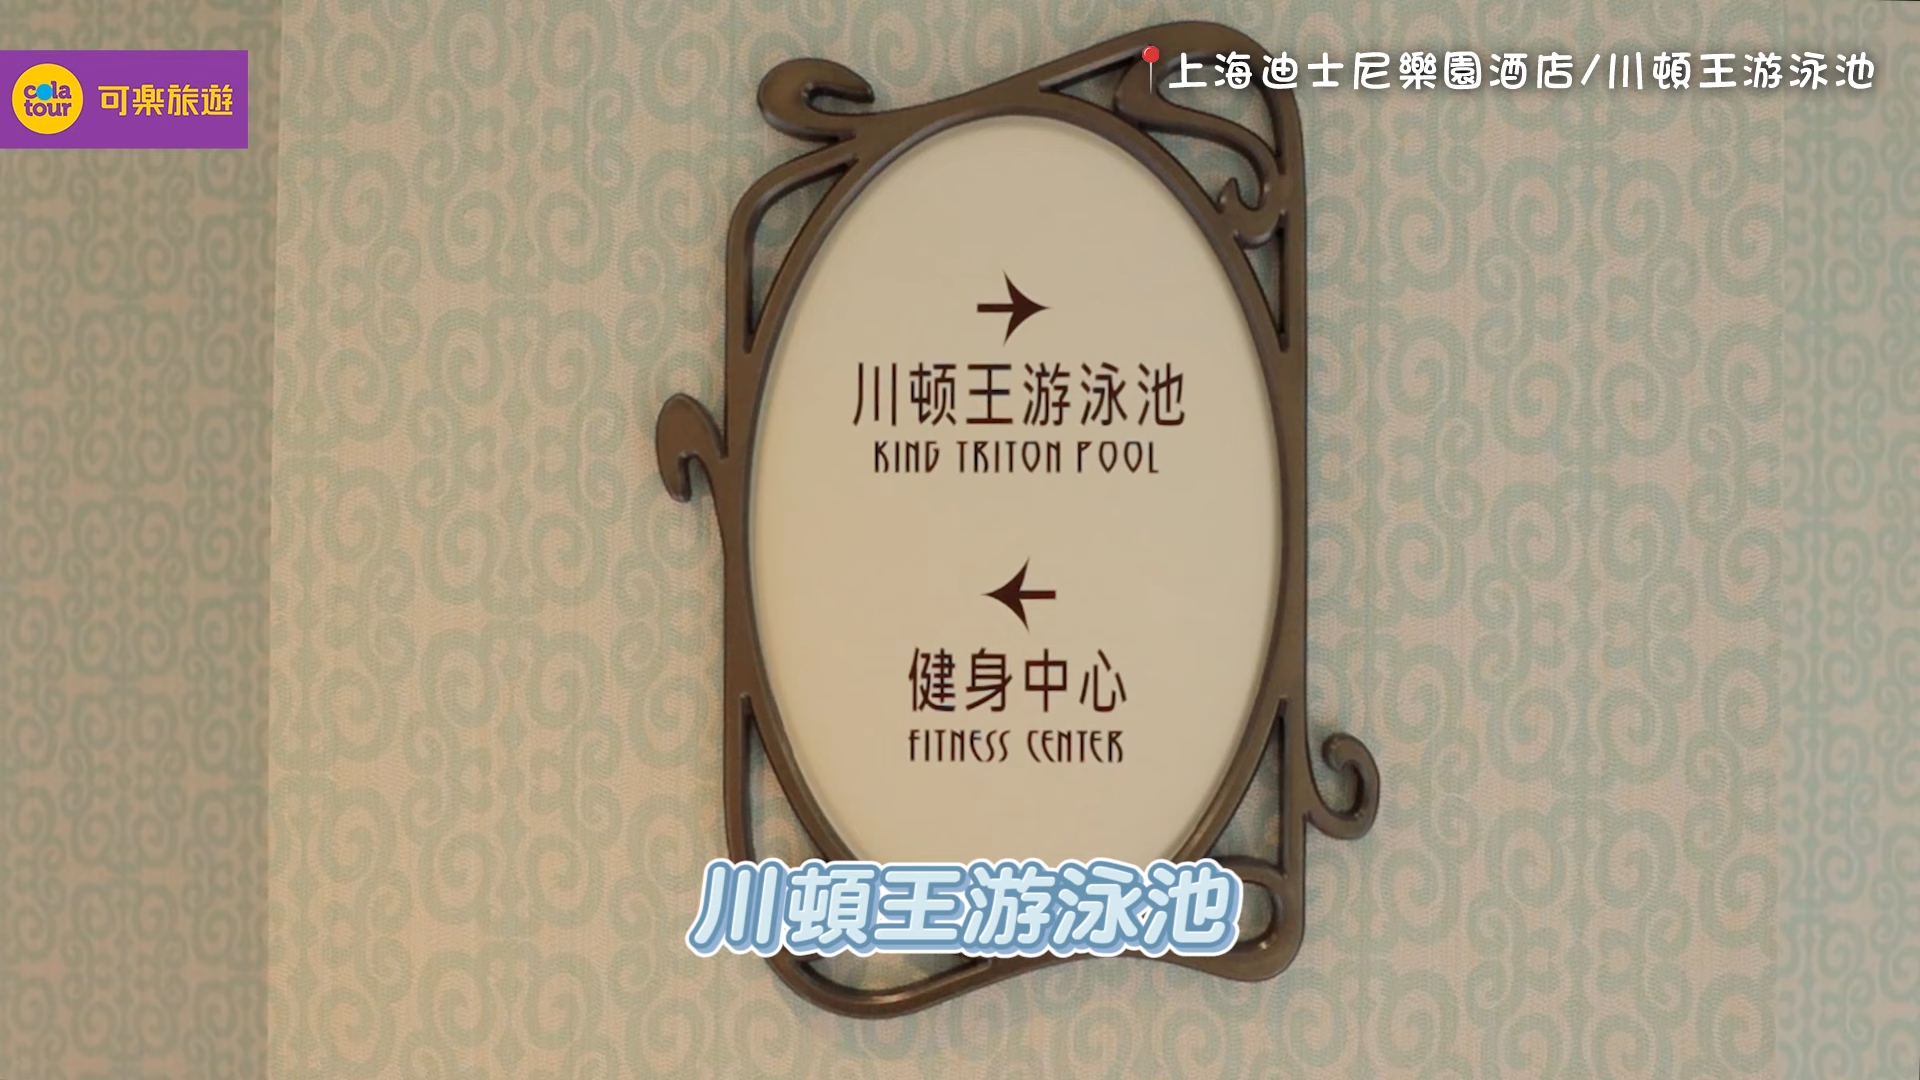 cola
tour
可樂旅遊
上海迪士尼樂園酒店/川頓王游泳池
川顿王游泳池
KING TRITON POOL
健身中心
FITNESS CENTER
川頓王游泳池